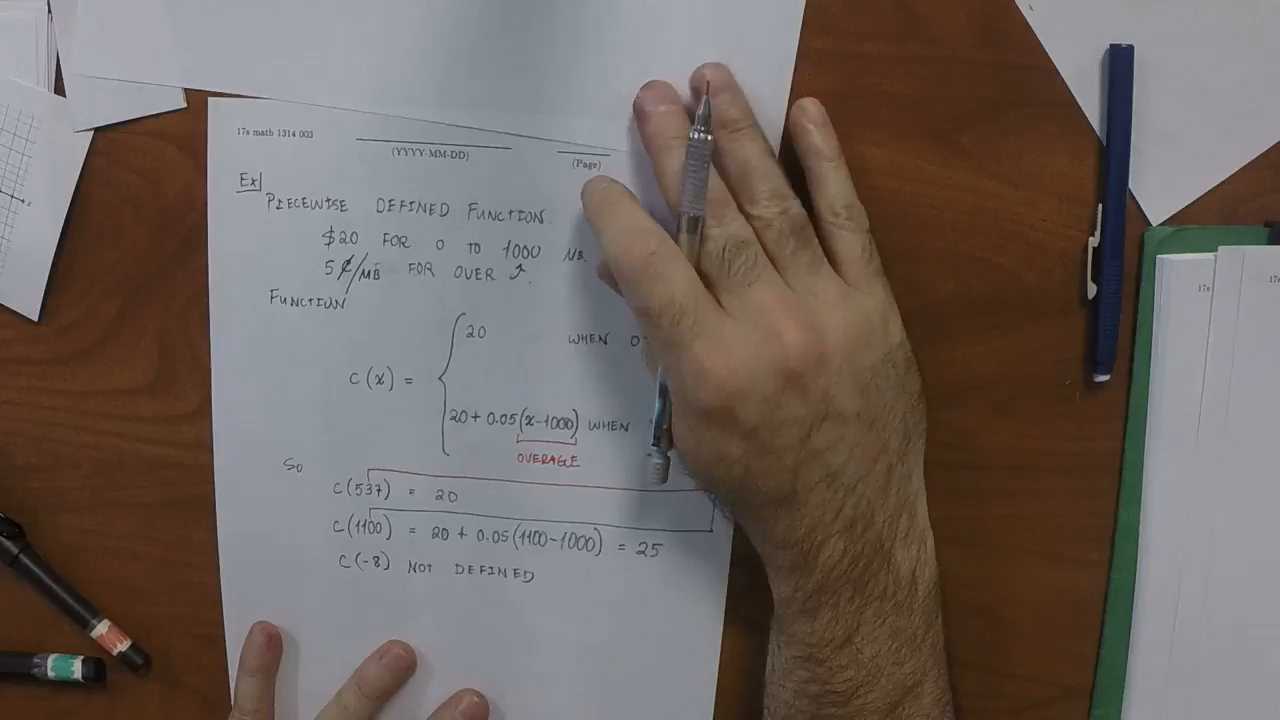 17s math 1314 003
(YYYY-MM-DD)
(Page)
Ex
PIECEWISE DEFINED FUNCTION.
$20 FOR 0 TO 1000 MB.
5¢/MB FOR OVER ↗.
FUNCTION
C(x) =
{
20 WHEN 0
20 + 0.05(x-1000) WHEN
OVERAGE
SO
C(537) = 20
C(1100) = 20 + 0.05(1100-1000) = 25
C(-8) NOT DEFINED
17s
17s